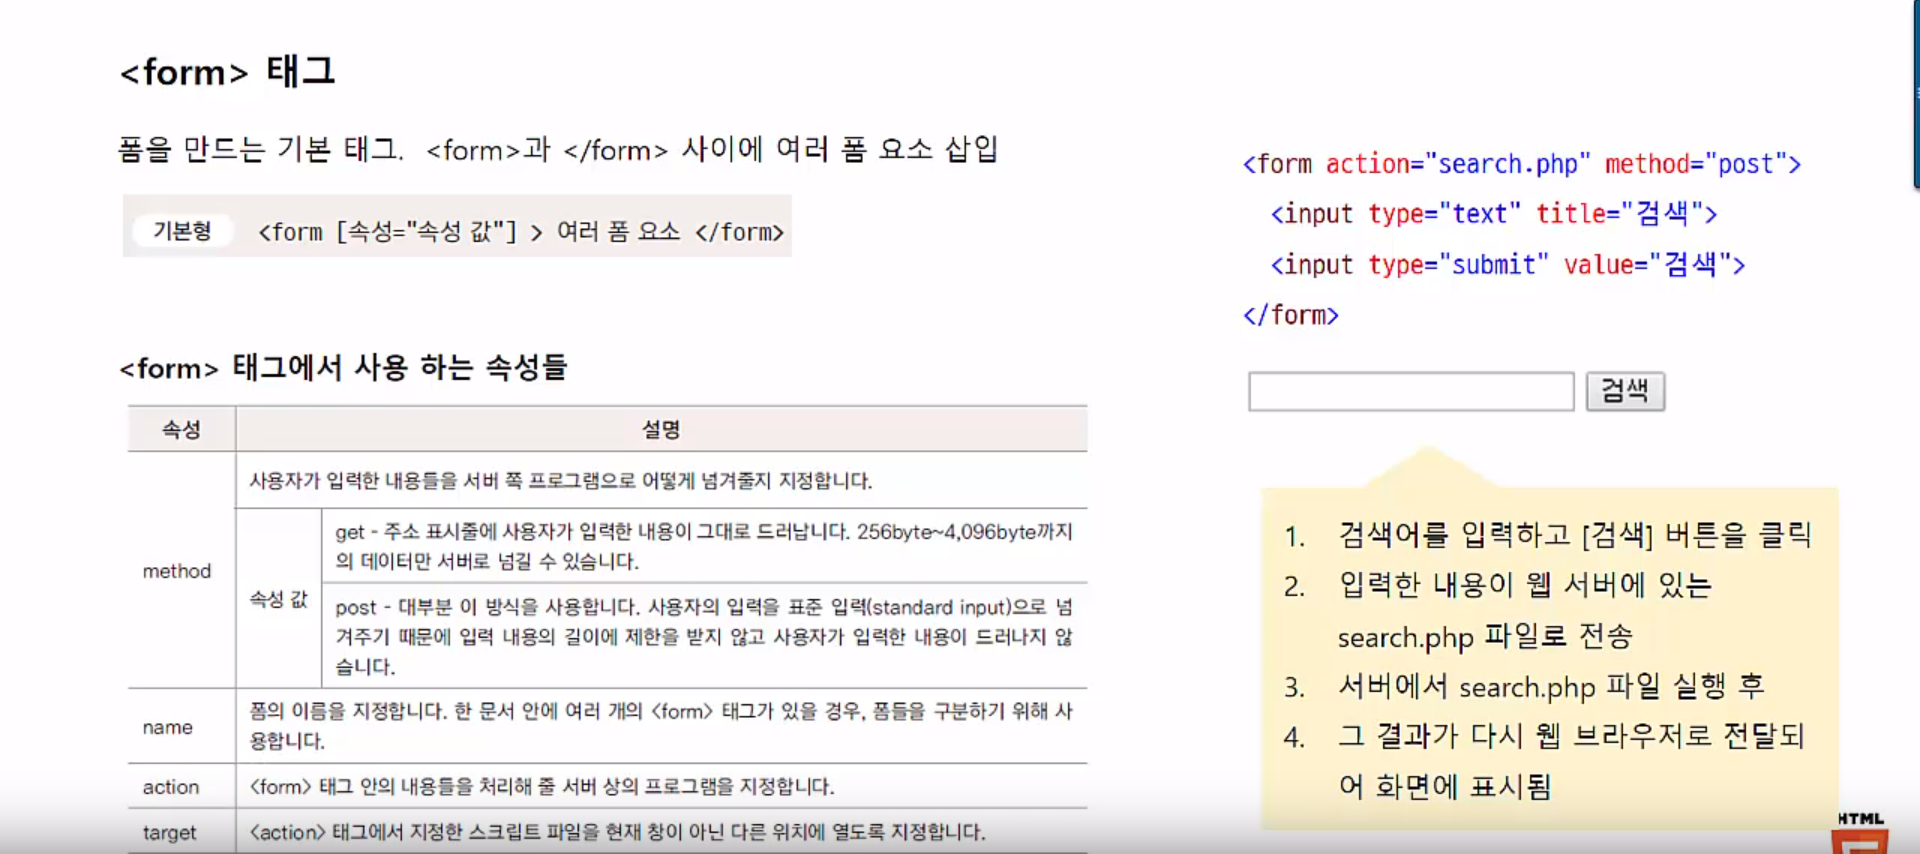 <form> 태그
폼을 만드는 기본 태그. <form>과 </form> 사이에 여러 폼 요소 삽입
기본형 <form [속성="속성 값"] > 여러 폼 요소 </form>
<form> 태그에서 사용 하는 속성들
속성 설명
method
사용자가 입력한 내용들을 서버 쪽 프로그램으로 어떻게 넘겨줄지 지정합니다.
속성 값
get - 주소 표시줄에 사용자가 입력한 내용이 그대로 드러납니다. 256byte~4,096byte까지
의 데이터만 서버로 넘길 수 있습니다.
post - 대부분 이 방식을 사용합니다. 사용자의 입력을 표준 입력(standard input)으로 넘
겨주기 때문에 입력 내용의 길이에 제한을 받지 않고 사용자가 입력한 내용이 드러나지 않
습니다.
name
폼의 이름을 지정합니다. 한 문서 안에 여러 개의 <form> 태그가 있을 경우, 폼들을 구분하기 위해 사
용합니다.
action <form> 태그 안의 내용들을 처리해 줄 서버 상의 프로그램을 지정합니다.
target <action> 태그에서 지정한 스크립트 파일을 현재 창이 아닌 다른 위치에 열도록 지정합니다.
<form action="search.php" method="post">
<input type="text" title="검색">
<input type="submit" value="검색">
</form>
검색
1. 검색어를 입력하고 [검색] 버튼을 클릭
2. 입력한 내용이 웹 서버에 있는
search.php 파일로 전송
3. 서버에서 search.php 파일 실행 후
4. 그 결과가 다시 웹 브라우저로 전달되
어 화면에 표시됨
HTML